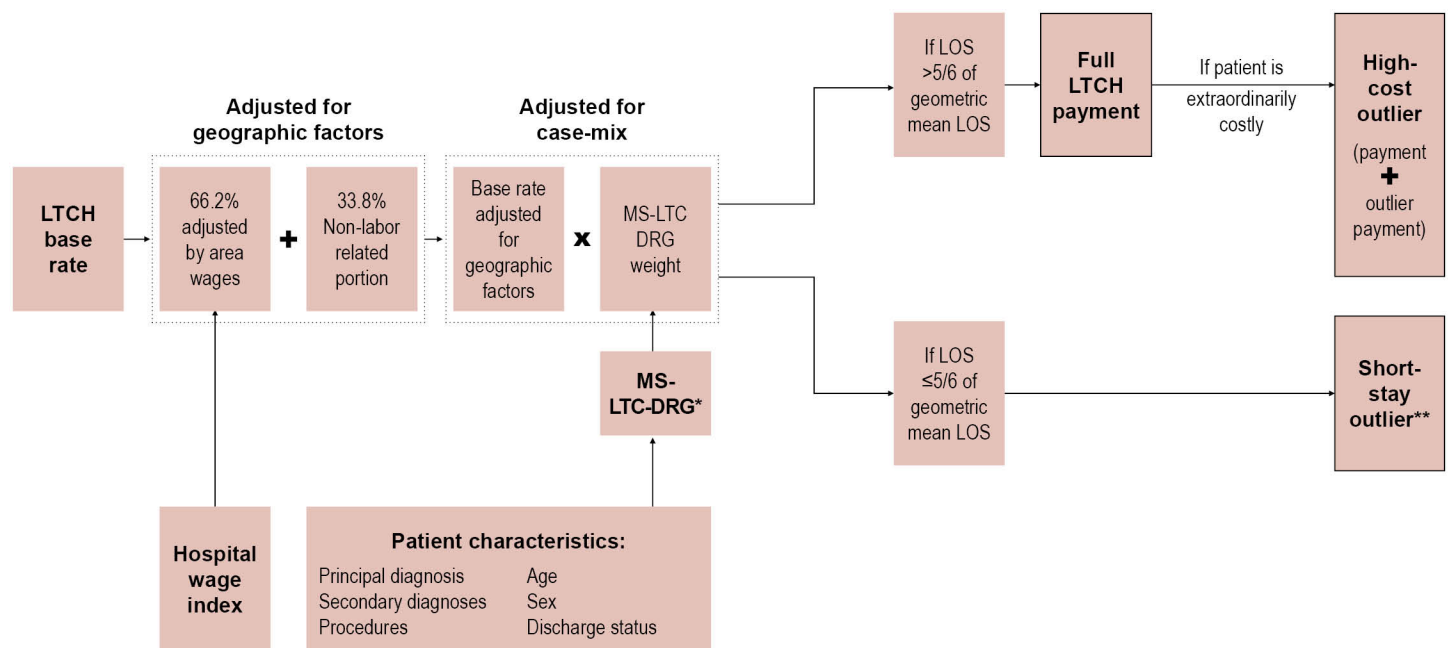 LTCH
base
rate
Adjusted for
geographic factors
66.2%
adjusted
by area
wages
+
33.8%
Non-labor
related
portion
Adjusted for
case-mix
Base rate
adjusted
for
geographic
factors
x
MS-LTC
DRG
weight
MS-
LTC-DRG*
Hospital
wage
index
Patient characteristics:
Principal diagnosis
Secondary diagnoses
Procedures
Age
Sex
Discharge status
If LOS
>5/6 of
geometric
mean LOS
Full
LTCH
payment
If patient is
extraordinarily
costly
High-
cost
outlier
(payment
+
outlier
payment)
If LOS
≤5/6 of
geometric
mean LOS
Short-
stay
outlier**